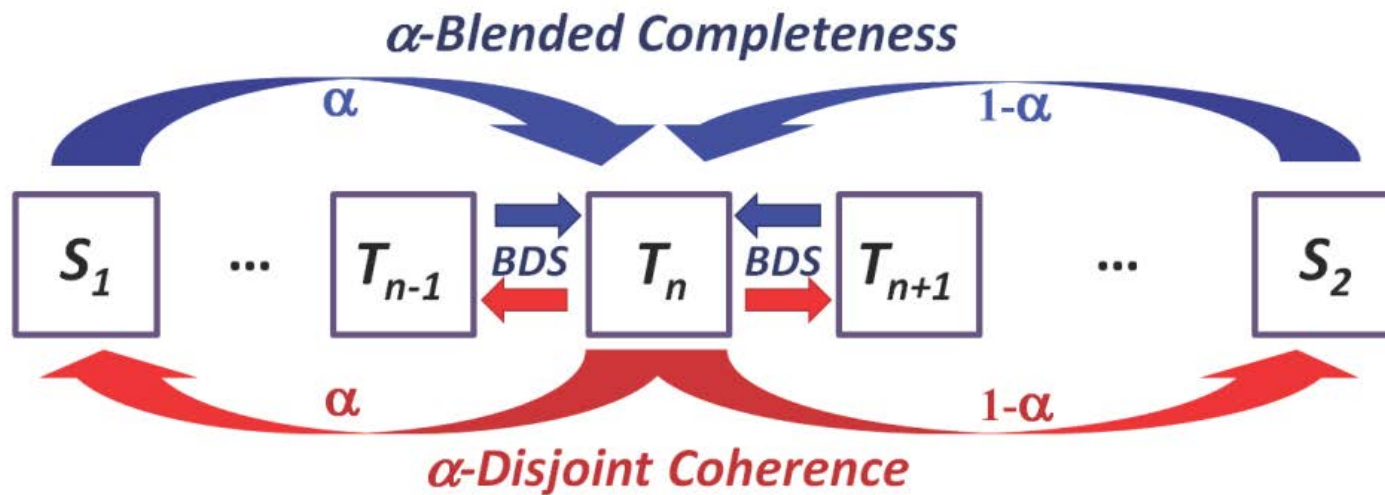 α-Blended Completeness
α 1-α
S1 ... Tn-1 BDS Tn BDS Tn+1 ... S2
α 1-α
α-Disjoint Coherence